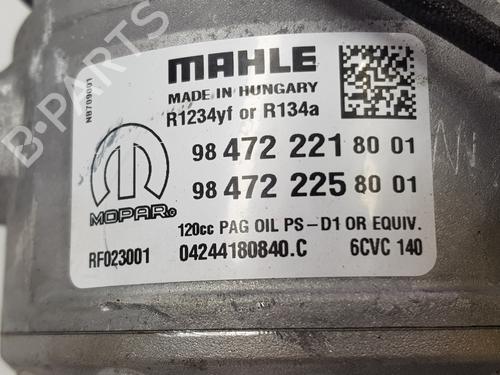 MAHLE
MADE IN HUNGARY
R1234yf or R134a
NB709001
98 472 221 80 01
98 472 225 80 01
MOPAR®
120cc PAG OIL PS-D1 OR EQUIV.
RF023001 04244180840.C 6CVC 140